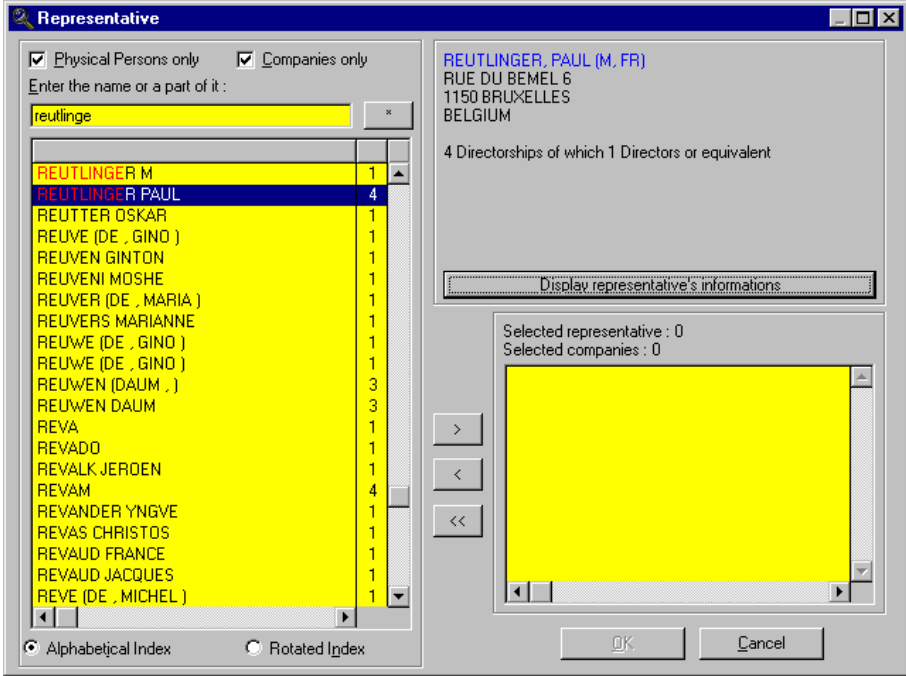 Representative
Physical Persons only Companies only
Enter the name or a part of it :
reutlinge *
REUTLINGER M 1
REUTLINGER PAUL 4
REUTTER OSKAR 1
REUVE (DE , GINO ) 1
REUVEN GINTON 1
REUVENI MOSHE 1
REUVER (DE , MARIA ) 1
REUVERS MARIANNE 1
REUWE (DE , GINO ) 1
REUWE (DE , GINO ) 1
REUWEN (DAUM , ) 3
REUWEN DAUM 3
REVA 1
REVADO 1
REVALK JEROEN 1
REVAM 4
REVANDER YNGVE 1
REVAS CHRISTOS 1
REVAUD FRANCE 1
REVAUD JACQUES 1
REVE (DE , MICHEL ) 1
Alphabetical Index Rotated Index
REUTLINGER, PAUL (M, FR)
RUE DU BEMEL 6
1150 BRUXELLES
BELGIUM
4 Directorships of which 1 Directors or equivalent
Display representative's informations
Selected representative : 0
Selected companies : 0
>
<
<<
OK Cancel